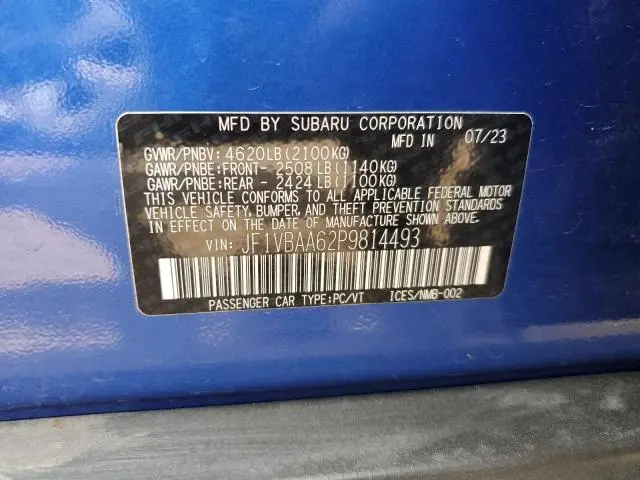 MFD BY SUBARU CORPORATION
MFD IN 07/23
GVWR/PNBV: 4620LB(2100KG)
GAWR/PNBE:FRONT- 2508LB(1140KG)
GAWR/PNBE:REAR - 2424LB(1100KG)
THIS VEHICLE CONFORMS TO ALL APPLICABLE FEDERAL MOTOR
VEHICLE SAFETY, BUMPER, AND THEFT PREVENTION STANDARDS
IN EFFECT ON THE DATE OF MANUFACTURE SHOWN ABOVE.
VIN: JF1VBAA62P9814493
PASSENGER CAR TYPE:PC/VT ICES/NMB-002